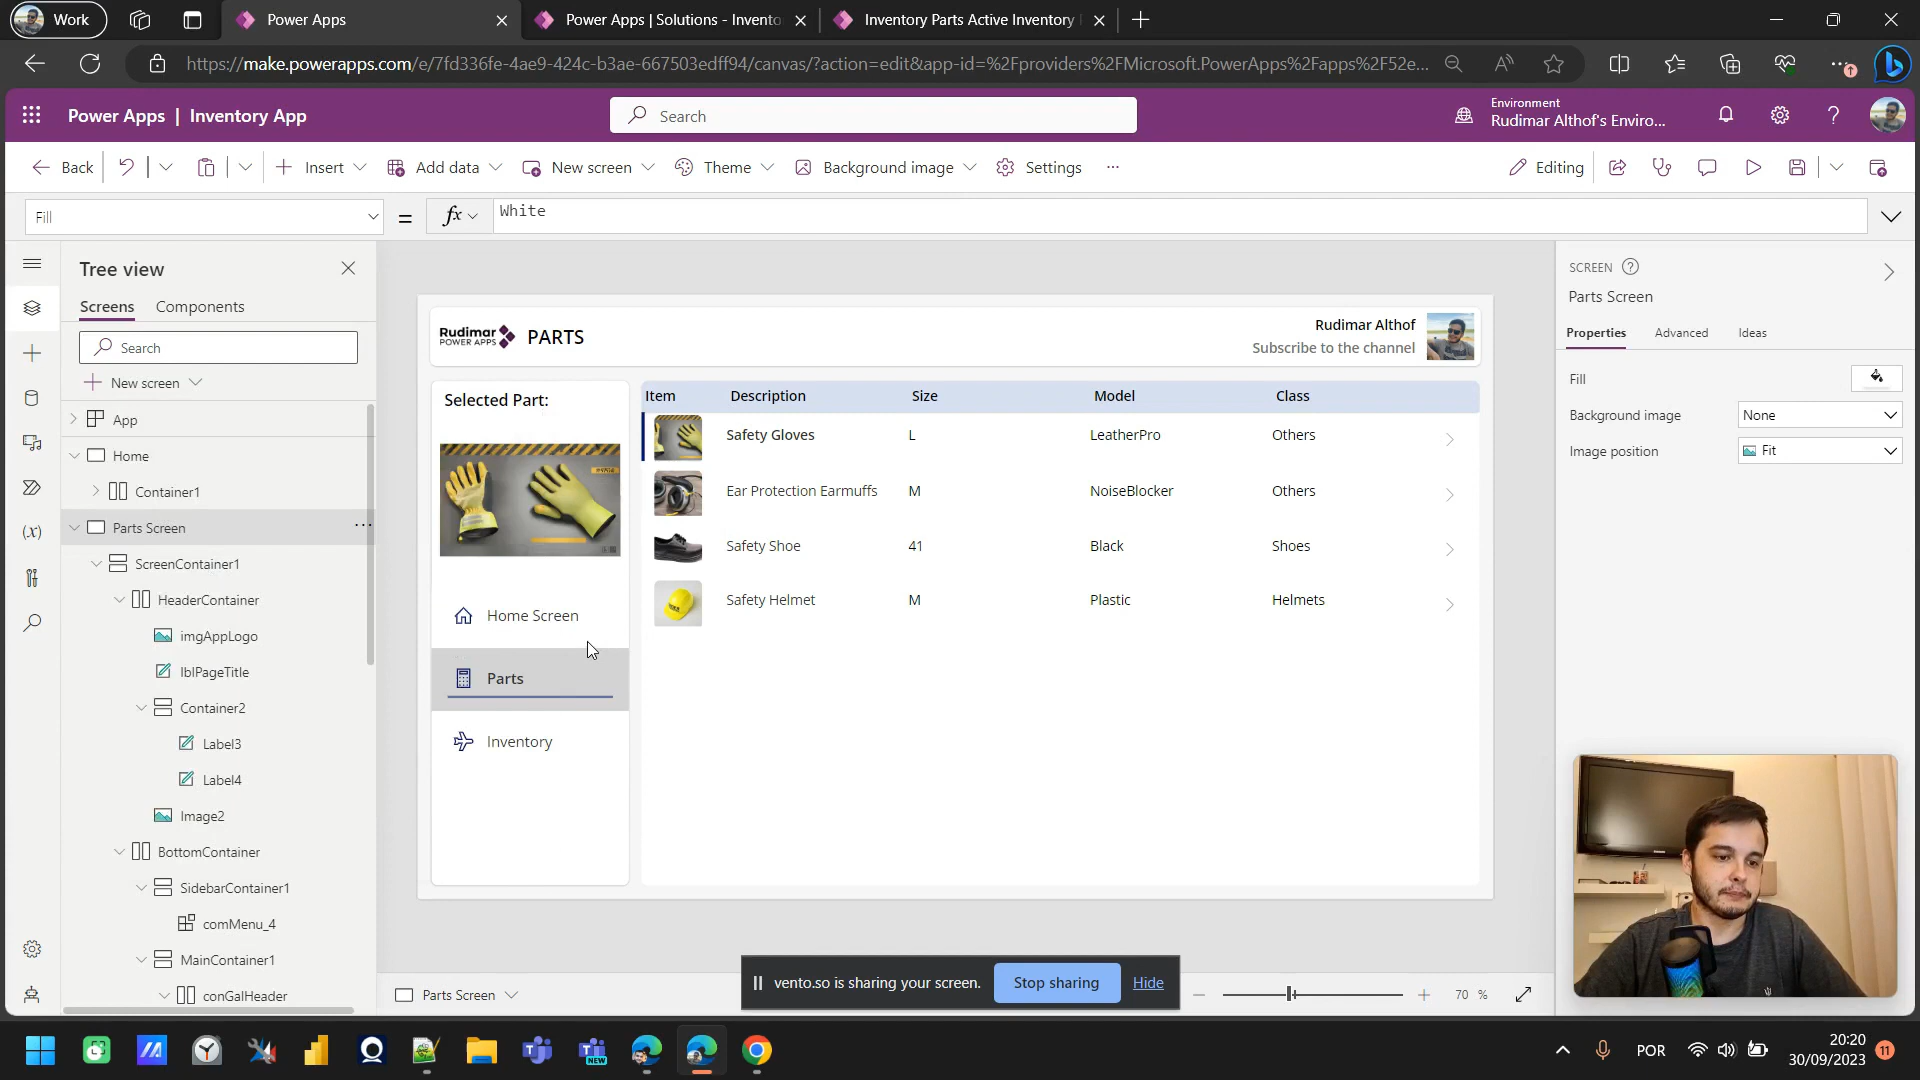 Work
Power Apps
Power Apps | Solutions - Invento
Inventory Parts Active Inventory
https://make.powerapps.com/e/7fd336fe-4ae9-424c-b3ae-667503edff94/canvas/?action=edit&app-id=%2Fproviders%2FMicrosoft.PowerApps%2Fapps%2F52e...
Power Apps | Inventory App
Search
Environment
Rudimar Althof's Enviro...
Back
Insert
Add data
New screen
Theme
Background image
Settings
Editing
Fill
=
fx
White
Tree view
Screens
Components
Search
New screen
App
Home
Container1
Parts Screen
ScreenContainer1
HeaderContainer
imgAppLogo
lblPageTitle
Container2
Label3
Label4
Image2
BottomContainer
SidebarContainer1
comMenu_4
MainContainer1
conGalHeader
Rudimar
POWER APPS
PARTS
Rudimar Althof
Subscribe to the channel
Selected Part:
Home Screen
Parts
Inventory
Item Description Size Model Class
Safety Gloves L LeatherPro Others
Ear Protection Earmuffs M NoiseBlocker Others
Safety Shoe 41 Black Shoes
Safety Helmet M Plastic Helmets
SCREEN
Parts Screen
Properties
Advanced
Ideas
Fill
Background image
None
Image position
Fit
Parts Screen
vento.so is sharing your screen.
Stop sharing
Hide
70 %
NEW
POR
20:20
30/09/2023
11